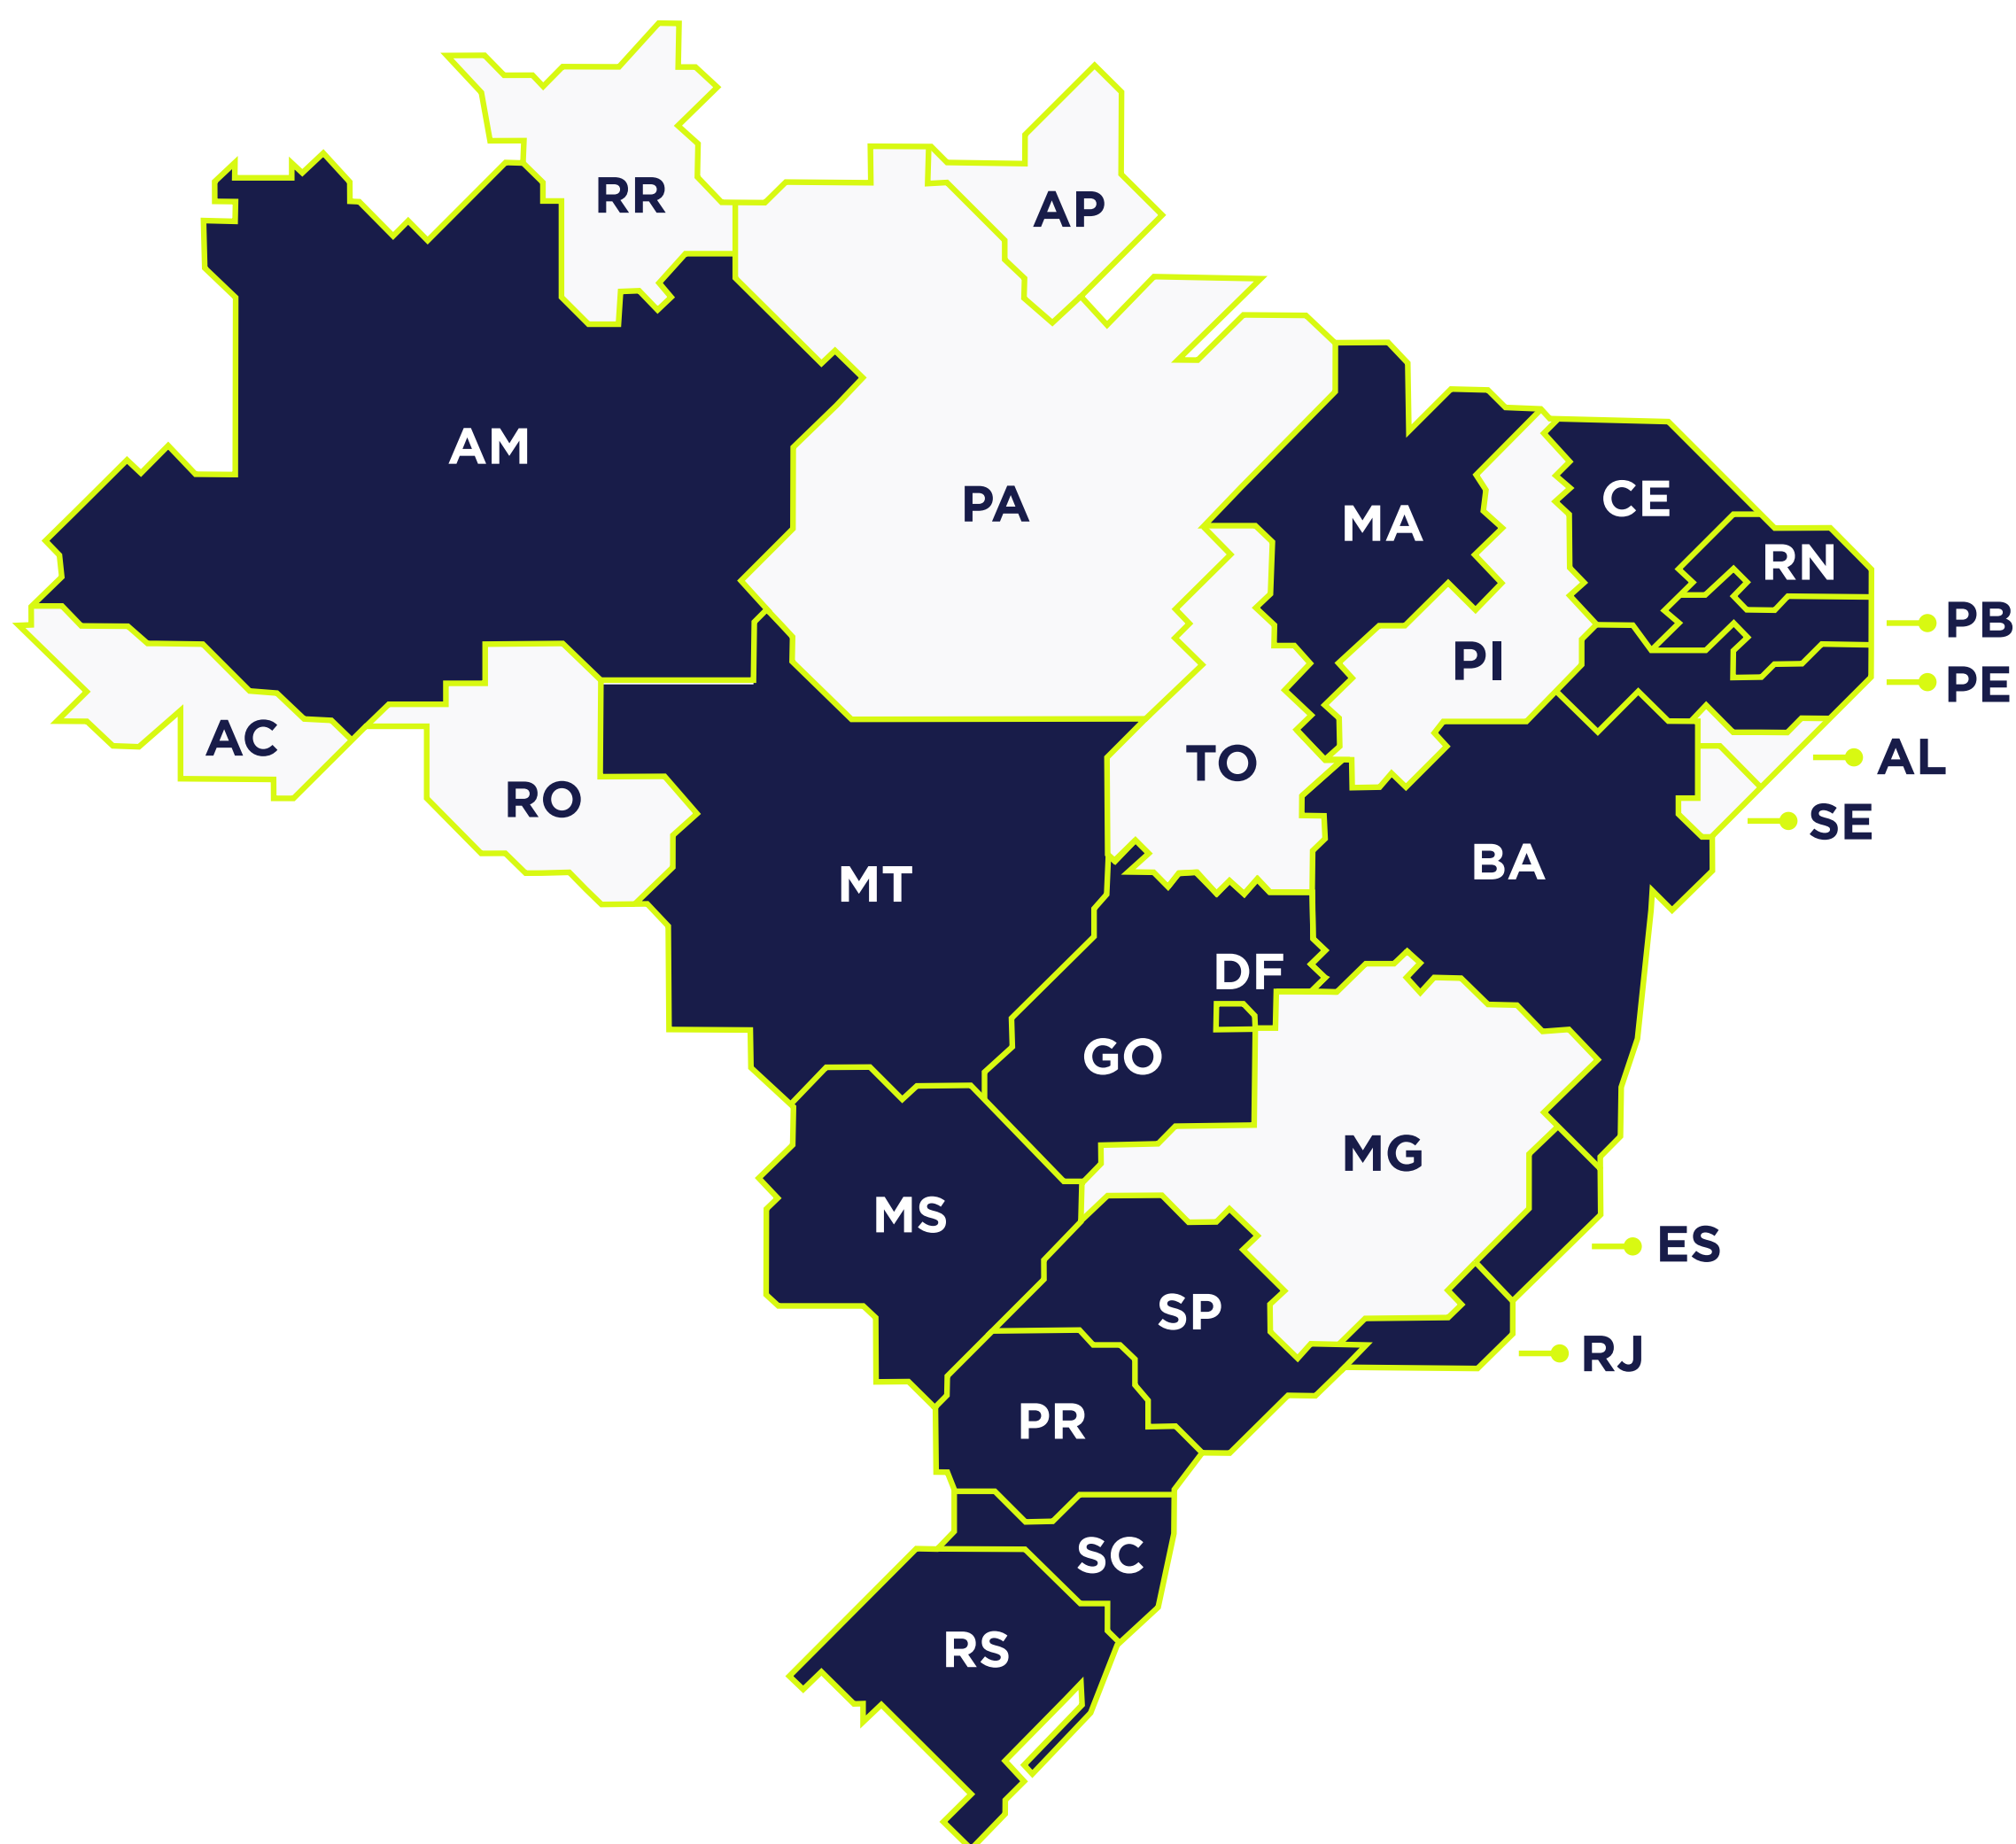 RR
AP
AM
PA
CE
MA
RN
PB
PI
PE
AC
TO
AL
RO
SE
BA
MT
DF
GO
MG
MS
ES
SP
RJ
PR
SC
RS